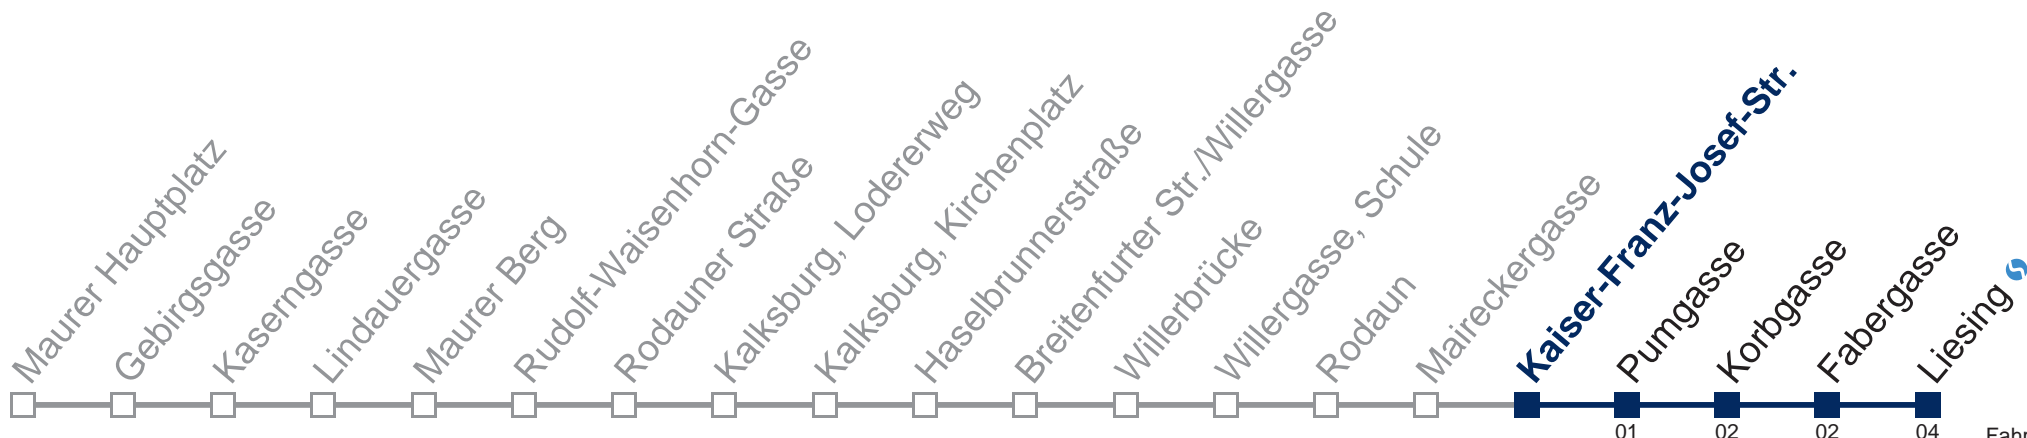 Maurer Hauptplatz
Gebirgsgasse
Kaserngasse
Lindauergasse
Maurer Berg
Rudolf-Waisenhorn-Gasse
Rodauner Straße
Kalksburg, Lodererweg
Kalksburg, Kirchenplatz
Haselbrunnerstraße
Breitenfurter Str./Willergasse
Willerbrücke
Willergasse, Schule
Rodaun
Maireckergasse
Kaiser-Franz-Josef-Str.
Pumgasse
Korbgasse
Fabergasse
Liesing
01 02 02 04 Fahr